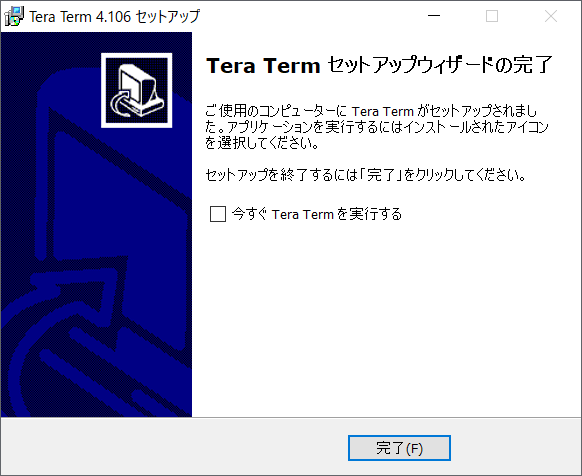 Tera Term 4.106 セットアップ
Tera Term セットアップウィザードの完了
ご使用のコンピューターに Tera Term がセットアップされまし
た。アプリケーションを実行するにはインストールされたアイコン
を選択してください。
セットアップを終了するには「完了」をクリックしてください。
今すぐ Tera Term を実行する
完了(F)